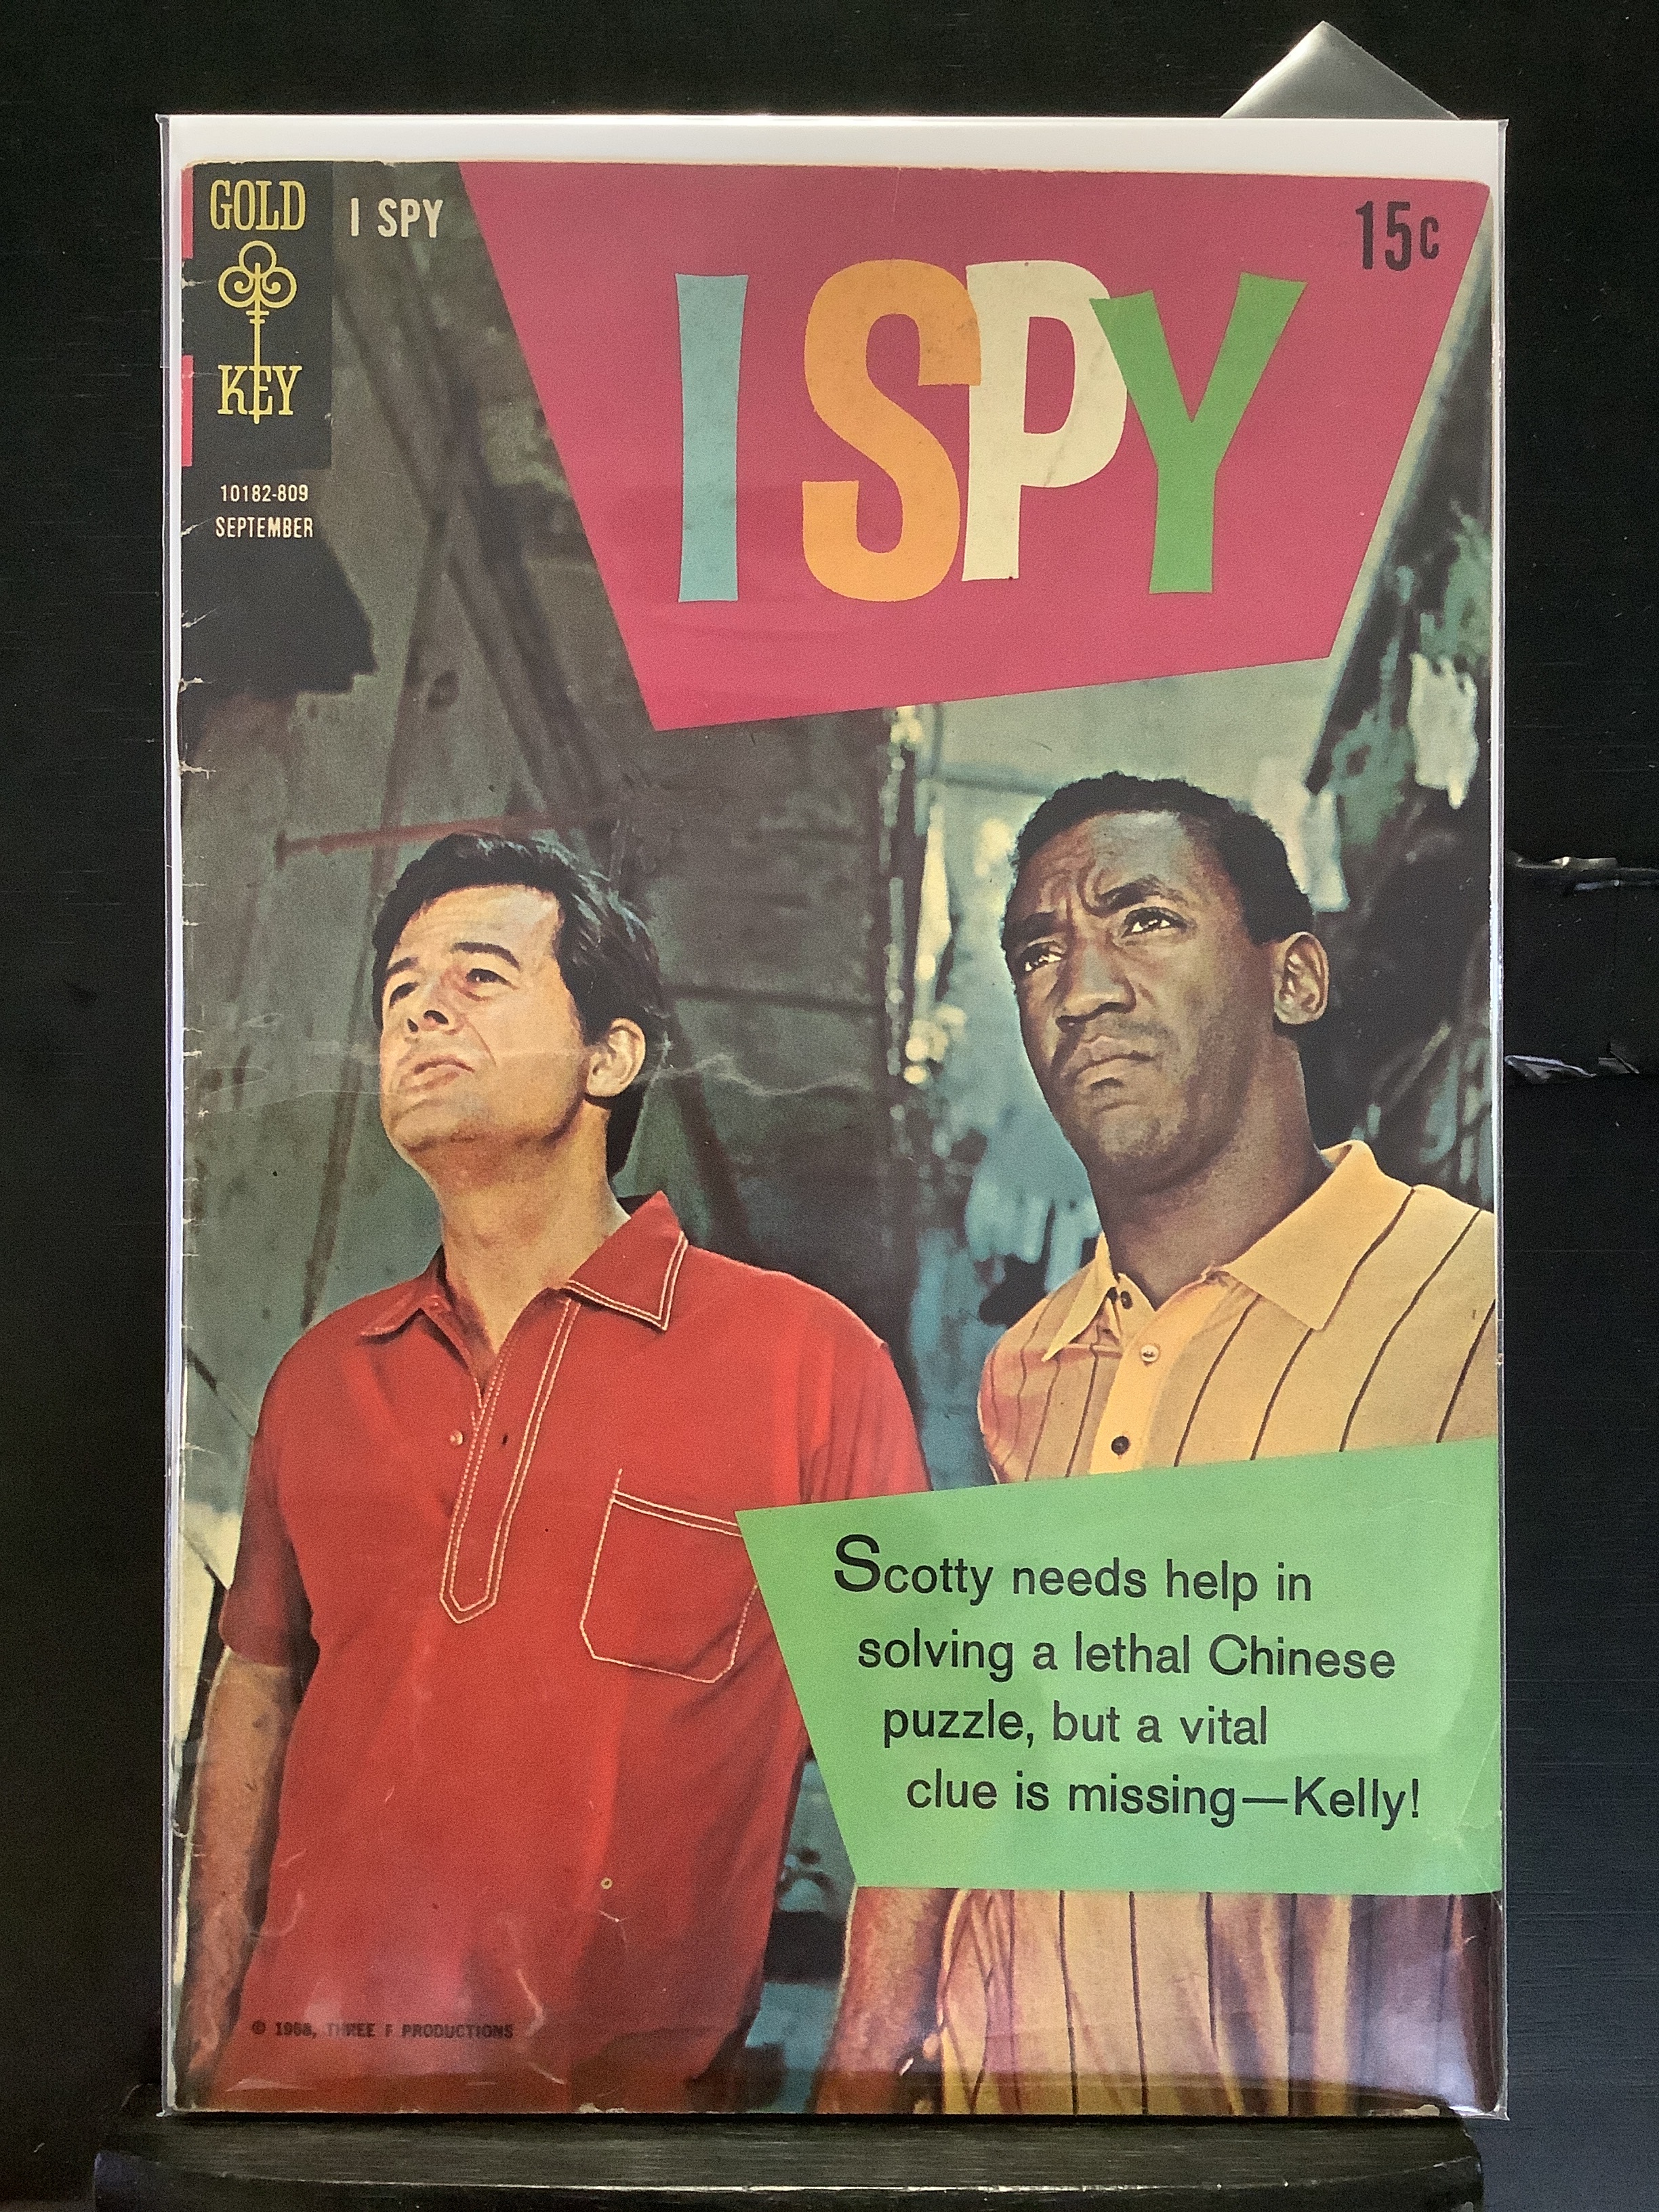 GOLD
KEY
I SPY
15c
I SPY
10182-809
SEPTEMBER
Scotty needs help in
solving a lethal Chinese
puzzle, but a vital
clue is missing—Kelly!
© 1968, THREE F PRODUCTIONS